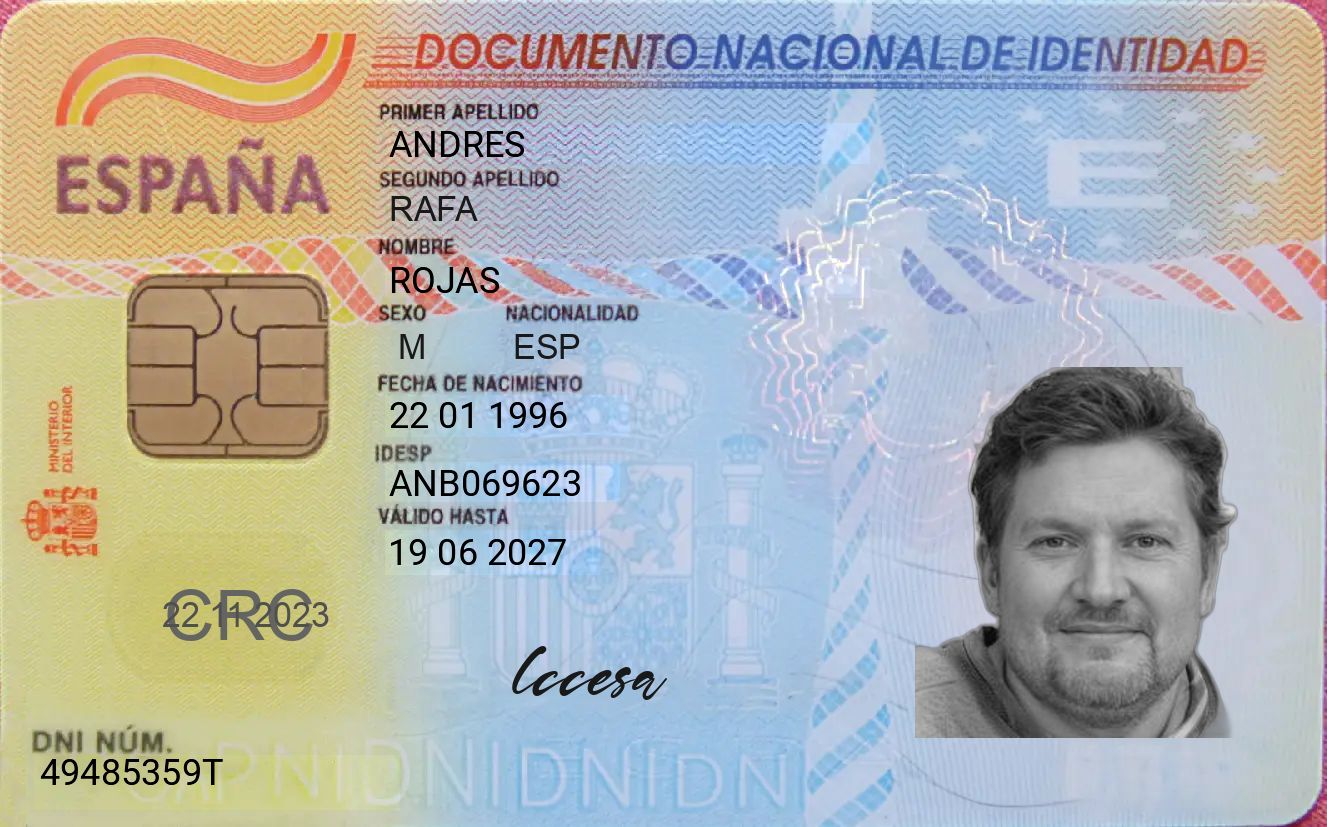 DOCUMENTO NACIONAL DE IDENTIDAD
ESPAÑA
PRIMER APELLIDO
ANDRES
SEGUNDO APELLIDO
RAFA
NOMBRE
ROJAS
SEXO NACIONALIDAD
M ESP
FECHA DE NACIMIENTO
22 01 1996
IDESP
ANB069623
VÁLIDO HASTA
19 06 2027
MINISTERIO
DEL INTERIOR
E
22 11 2023
CRC
lccesa
DNI NÚM.
49485359T
DNIDNIDNIDN